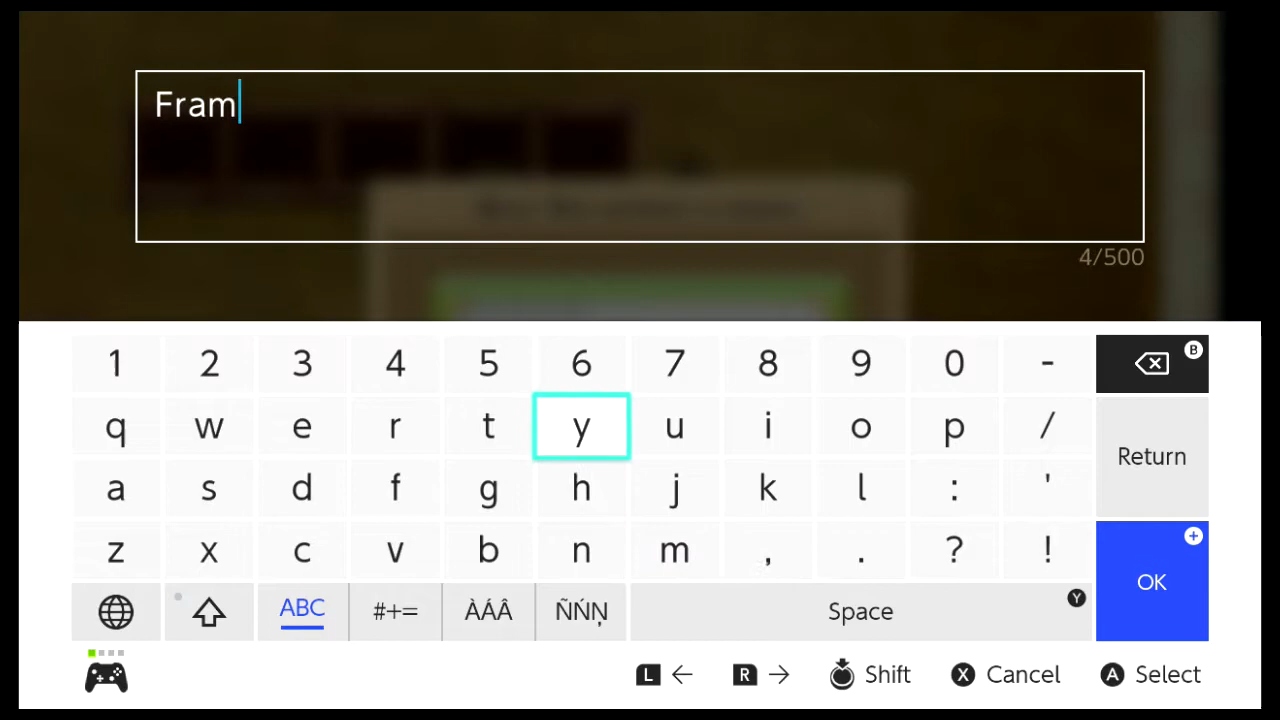 Fram
4/500
1 2 3 4 5 6 7 8 9 0 - B
q w e r t y u i o p / Return
a s d f g h j k l : '
z x c v b n m , . ? ! + OK
ABC #+= ÀÁÂ ÑŃŅ Space Y
L ← R → Shift X Cancel A Select